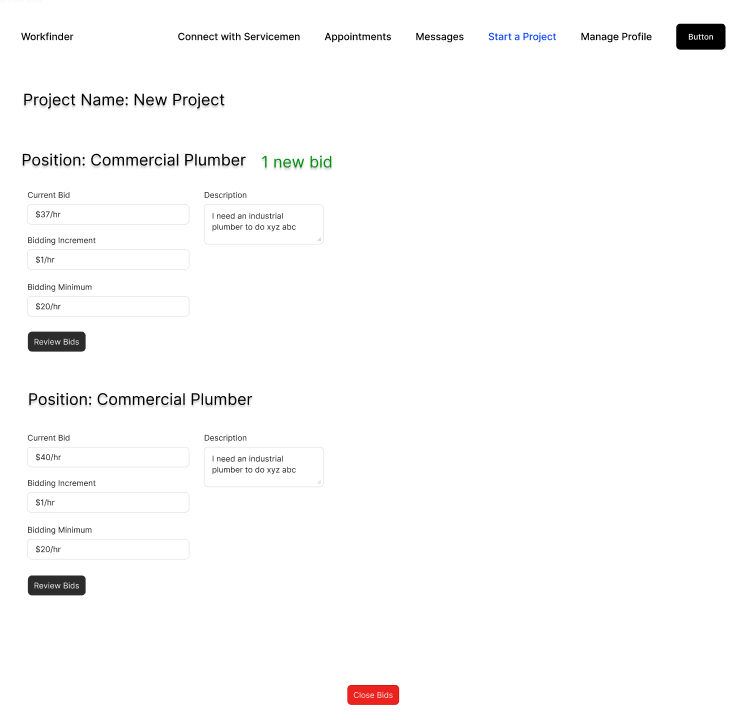 Workfinder
Connect with Servicemen
Appointments
Messages
Start a Project
Manage Profile
Button
Project Name: New Project
Position: Commercial Plumber
1 new bid
Current Bid
$37/hr
Bidding Increment
$1/hr
Bidding Minimum
$20/hr
Description
I need an industrial
plumber to do xyz abc
Review Bids
Position: Commercial Plumber
Current Bid
$40/hr
Bidding Increment
$1/hr
Bidding Minimum
$20/hr
Description
I need an industrial
plumber to do xyz abc
Review Bids
Close Bids